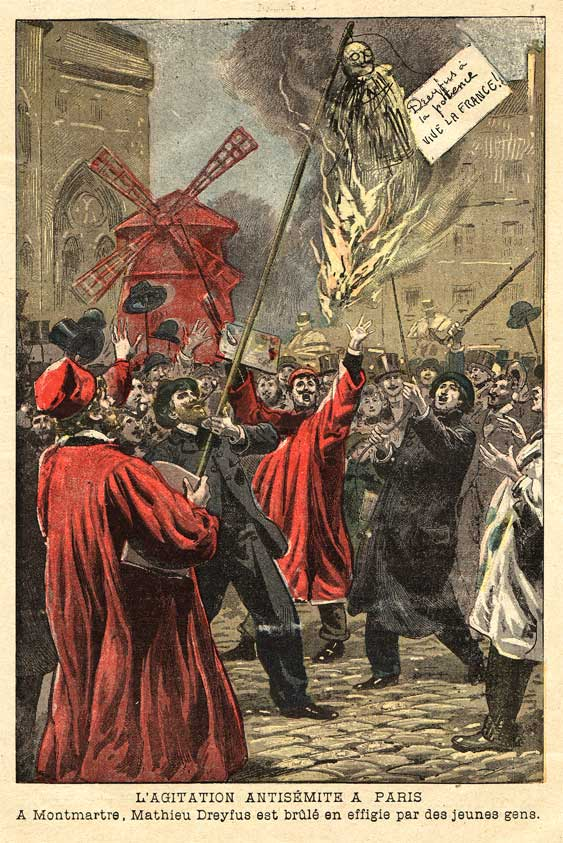 Dreyfus à
la potence
VIVE LA FRANCE!
L'AGITATION ANTISÉMITE A PARIS
A Montmartre, Mathieu Dreyfus est brûlé en effigie par des jeunes gens.